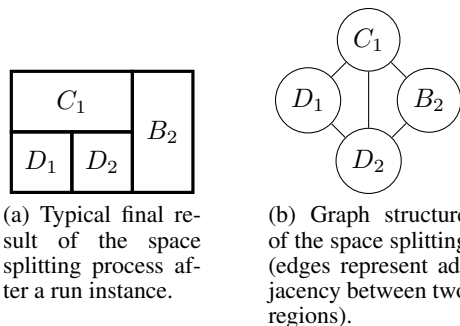 C1
D1 D2 B2
(a) Typical final re-
sult of the space
splitting process af-
ter a run instance.
C1
D1 B2
D2
(b) Graph structure
of the space splitting
(edges represent ad-
jacency between two
regions).